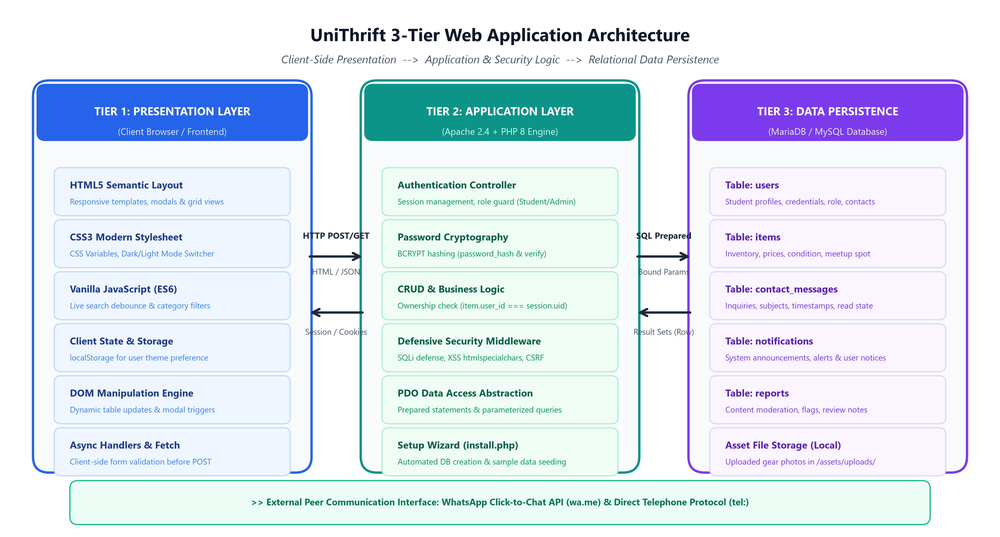 UniThrift 3-Tier Web Application Architecture
Client-Side Presentation --> Application & Security Logic --> Relational Data Persistence
TIER 1: PRESENTATION LAYER
(Client Browser / Frontend)
HTML5 Semantic Layout
Responsive templates, modals & grid views
CSS3 Modern Stylesheet
CSS Variables, Dark/Light Mode Switcher
Vanilla JavaScript (ES6)
Live search debounce & category filters
Client State & Storage
localStorage for user theme preference
DOM Manipulation Engine
Dynamic table updates & modal triggers
Async Handlers & Fetch
Client-side form validation before POST
HTTP POST/GET
HTML / JSON
Session / Cookies
TIER 2: APPLICATION LAYER
(Apache 2.4 + PHP 8 Engine)
Authentication Controller
Session management, role guard (Student/Admin)
Password Cryptography
BCRYPT hashing (password_hash & verify)
CRUD & Business Logic
Ownership check (item.user_id === session.uid)
Defensive Security Middleware
SQLi defense, XSS htmlspecialchars, CSRF
PDO Data Access Abstraction
Prepared statements & parameterized queries
Setup Wizard (install.php)
Automated DB creation & sample data seeding
SQL Prepared
Bound Params
Result Sets (Row)
TIER 3: DATA PERSISTENCE
(MariaDB / MySQL Database)
Table: users
Student profiles, credentials, role, contacts
Table: items
Inventory, prices, condition, meetup spot
Table: contact_messages
Inquiries, subjects, timestamps, read state
Table: notifications
System announcements, alerts & user notices
Table: reports
Content moderation, flags, review notes
Asset File Storage (Local)
Uploaded gear photos in /assets/uploads/
>> External Peer Communication Interface: WhatsApp Click-to-Chat API (wa.me) & Direct Telephone Protocol (tel:)